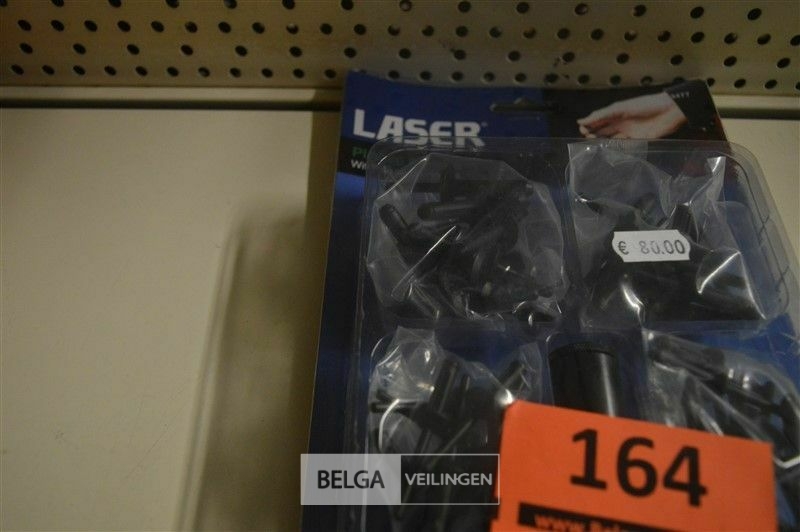 LASER®
€ 80.00
164
BELGA VEILINGEN